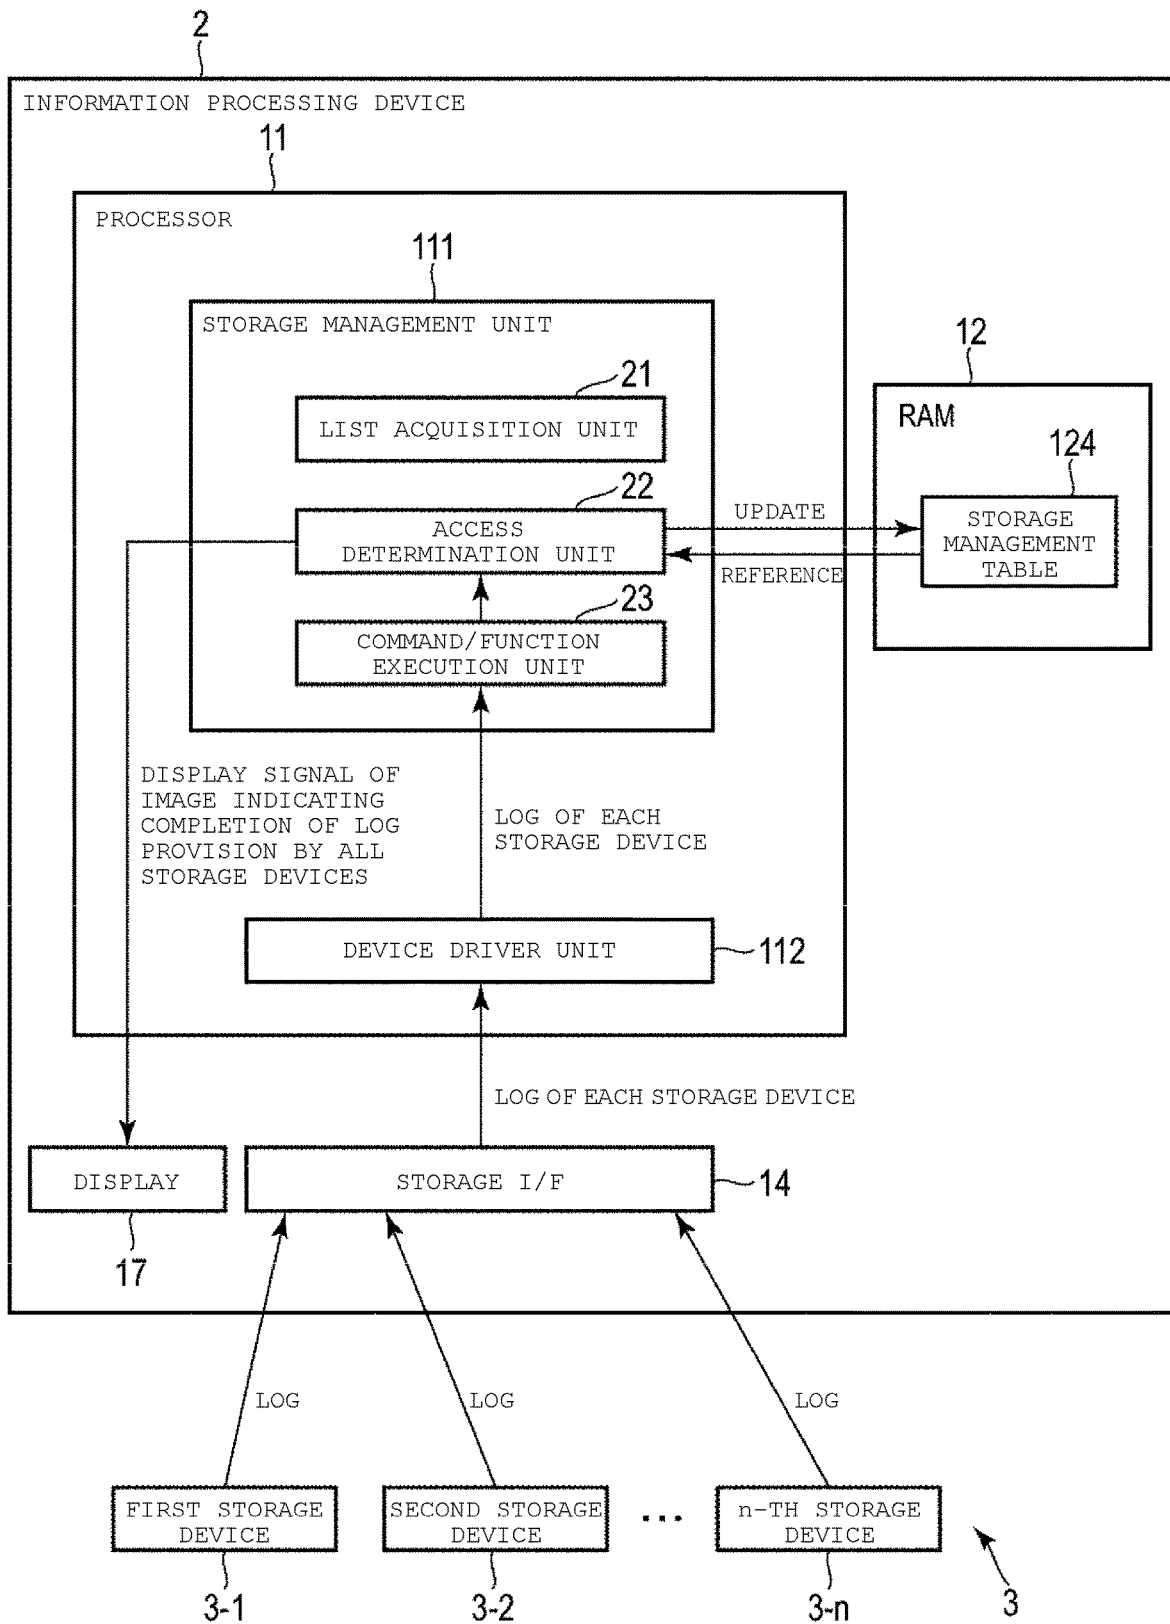 2
INFORMATION PROCESSING DEVICE
11
PROCESSOR
111
STORAGE MANAGEMENT UNIT
21
LIST ACQUISITION UNIT
22
ACCESS
DETERMINATION UNIT
23
COMMAND/FUNCTION
EXECUTION UNIT
UPDATE
REFERENCE
12
RAM
124
STORAGE
MANAGEMENT
TABLE
DISPLAY SIGNAL OF
IMAGE INDICATING
COMPLETION OF LOG
PROVISION BY ALL
STORAGE DEVICES
LOG OF EACH
STORAGE DEVICE
DEVICE DRIVER UNIT
112
LOG OF EACH STORAGE DEVICE
DISPLAY
17
STORAGE I/F
14
LOG
LOG
LOG
FIRST STORAGE
DEVICE
3-1
SECOND STORAGE
DEVICE
3-2
...
n-TH STORAGE
DEVICE
3-n
3